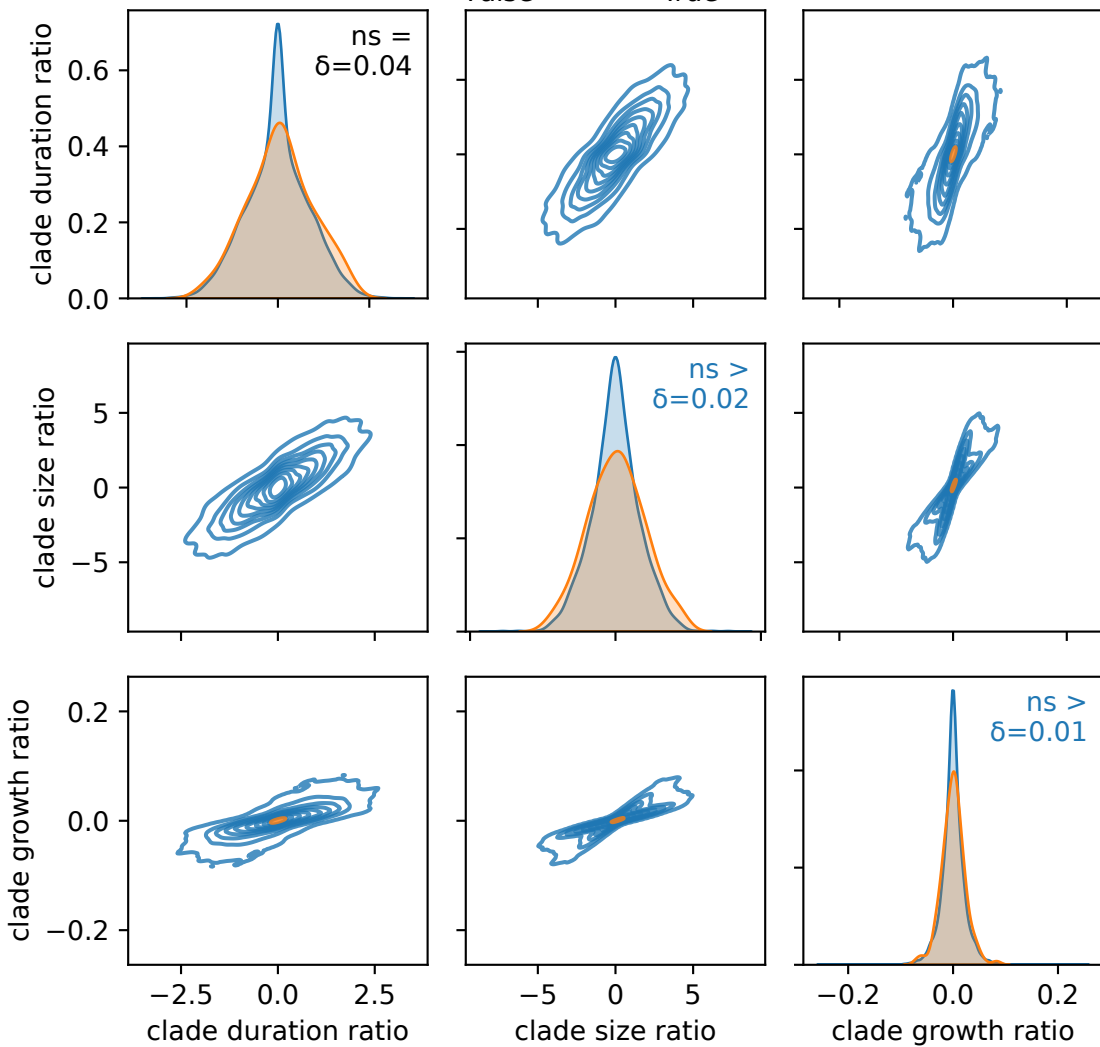 clade duration ratio
0.6
0.4
0.2
0.0
ns =
δ=0.04
clade size ratio
5
0
−5
ns >
δ=0.02
clade growth ratio
0.2
0.0
−0.2
ns >
δ=0.01
−2.5 0.0 2.5
−5 0 5
−0.2 0.0 0.2
clade duration ratio
clade size ratio
clade growth ratio